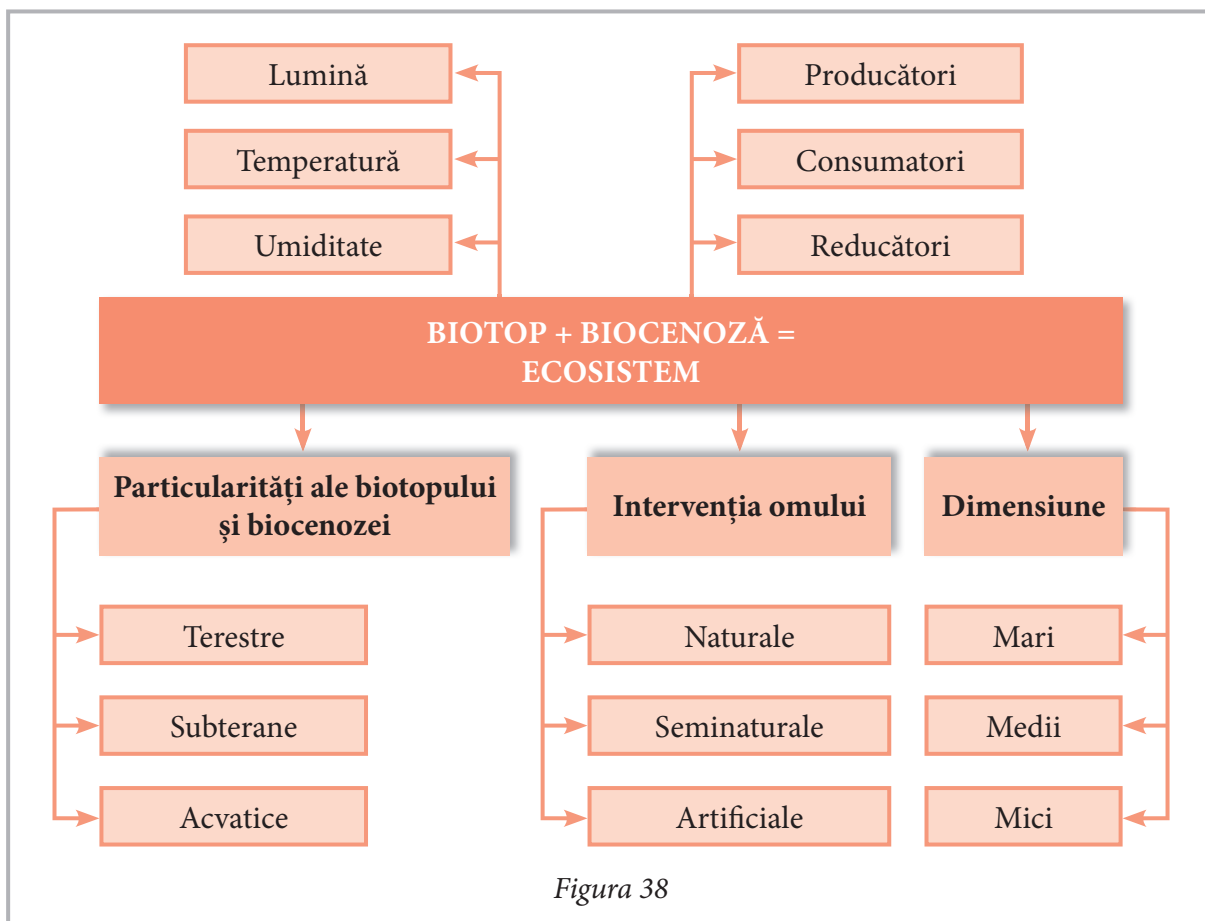 Lumină
Temperatură
Umiditate
Producători
Consumatori
Reducători
BIOTOP + BIOCENOZĂ =
ECOSISTEM
Particularități ale biotopului
și biocenozei
Terestre
Subterane
Acvatice
Intervenția omului
Naturale
Seminaturale
Artificiale
Dimensiune
Mari
Medii
Mici
Figura 38